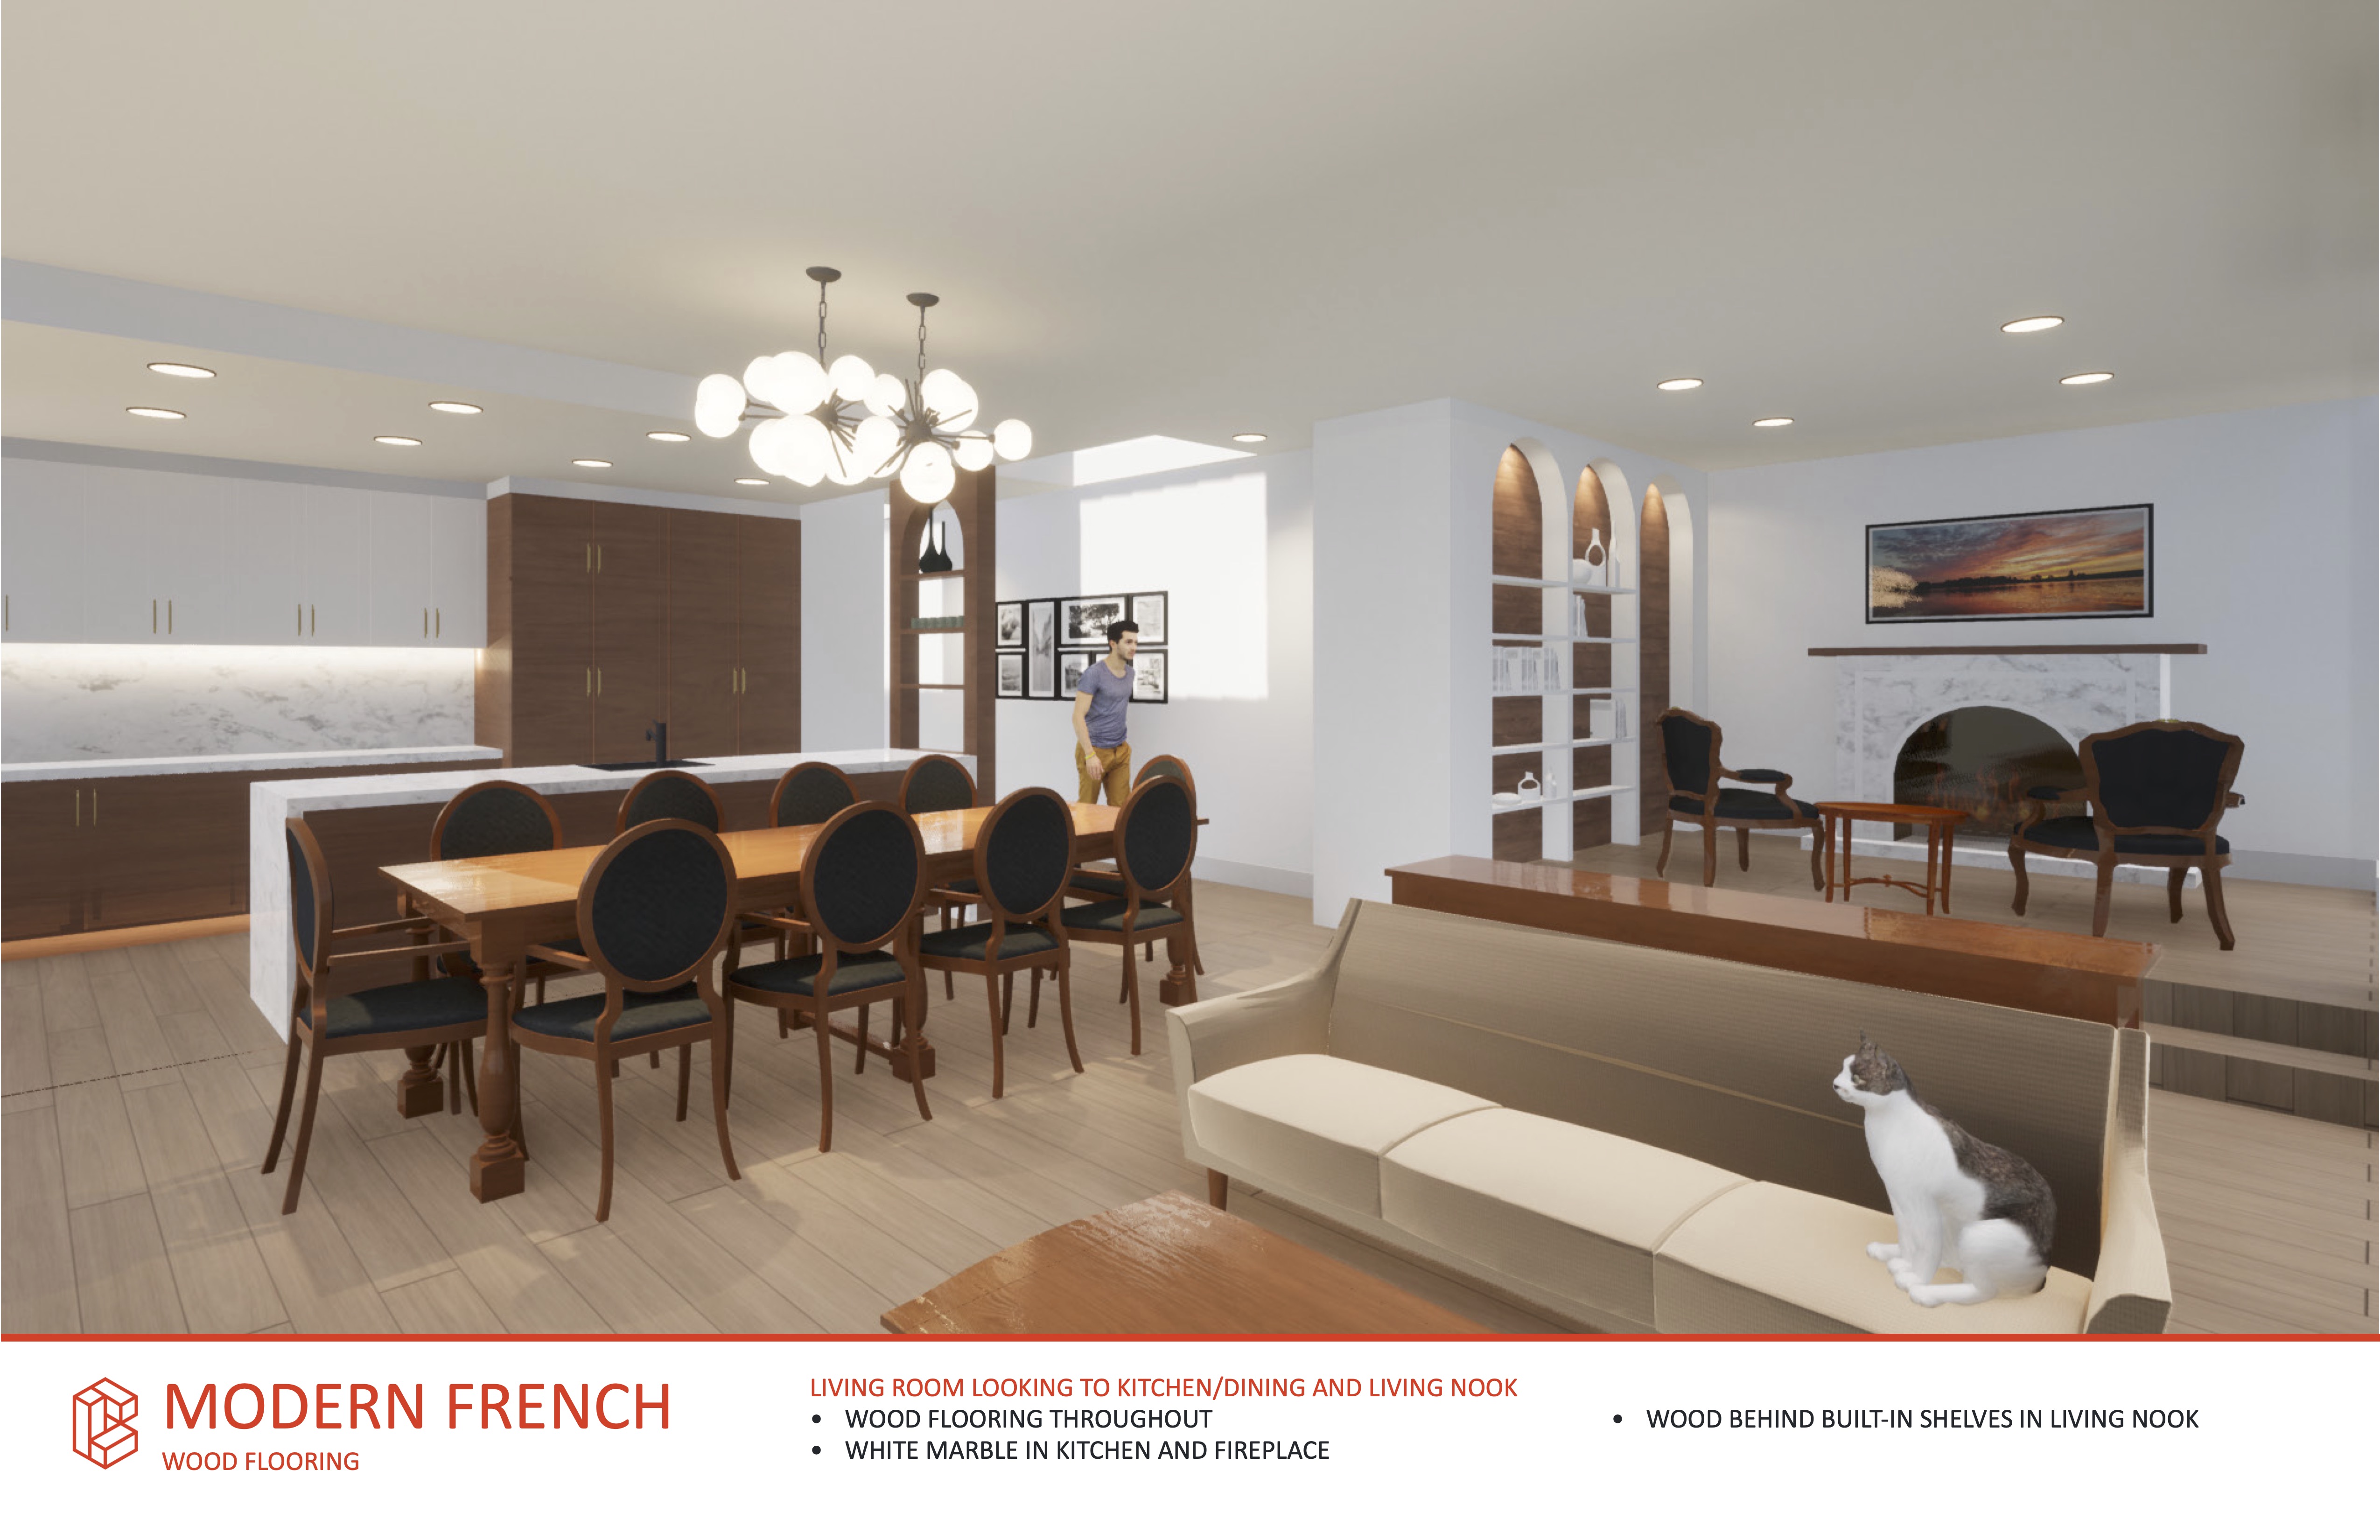 MODERN FRENCH
WOOD FLOORING
LIVING ROOM LOOKING TO KITCHEN/DINING AND LIVING NOOK
• WOOD FLOORING THROUGHOUT
• WHITE MARBLE IN KITCHEN AND FIREPLACE
• WOOD BEHIND BUILT-IN SHELVES IN LIVING NOOK